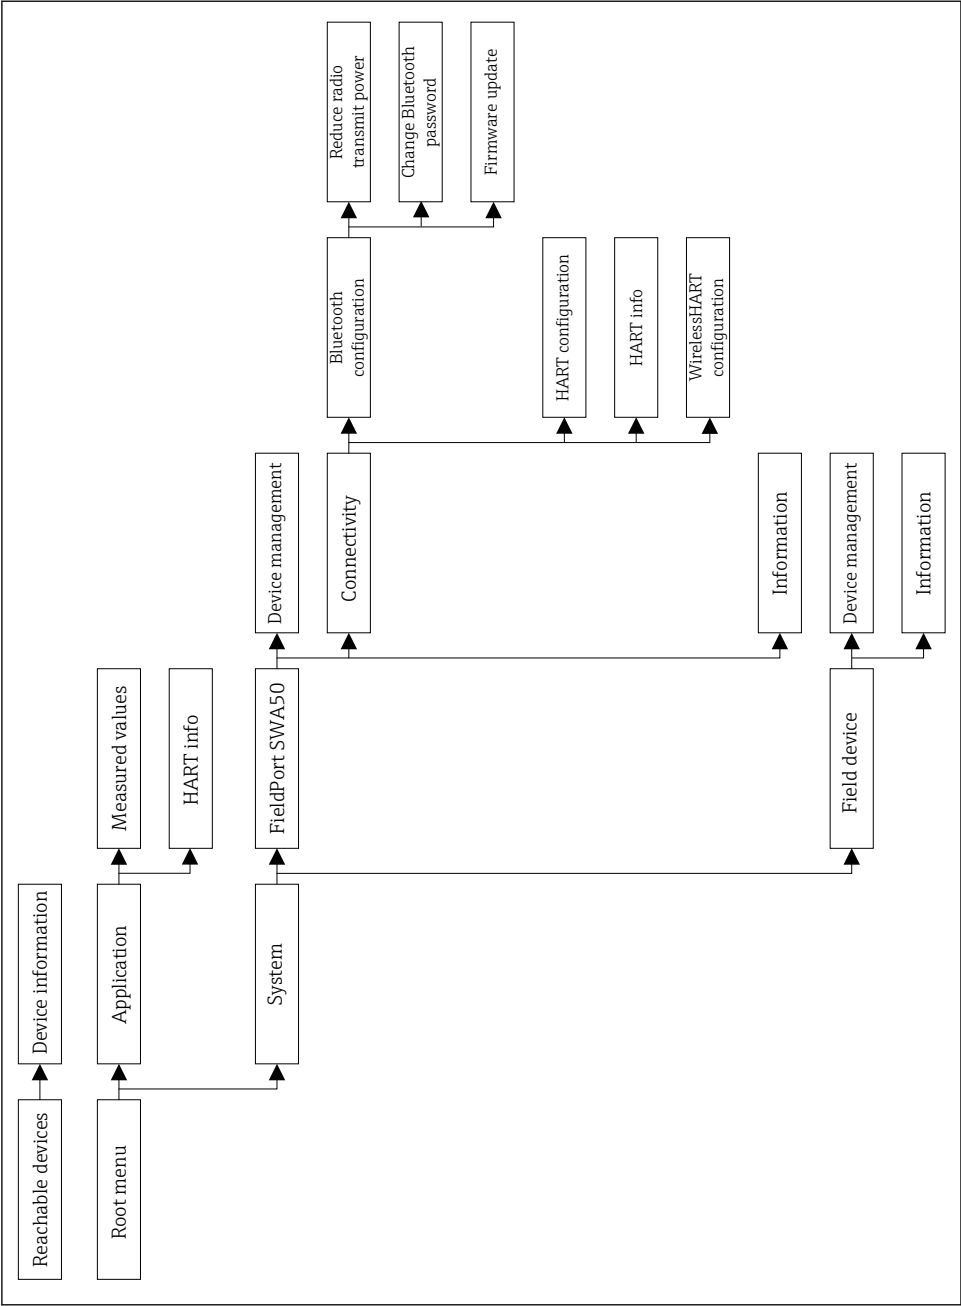 Reachable devices
Device information
Root menu
Application
Measured values
HART info
System
FieldPort SWA50
Device management
Connectivity
Bluetooth
configuration
Reduce radio
transmit power
Change Bluetooth
password
Firmware update
HART configuration
HART info
WirelessHART
configuration
Information
Field device
Device management
Information